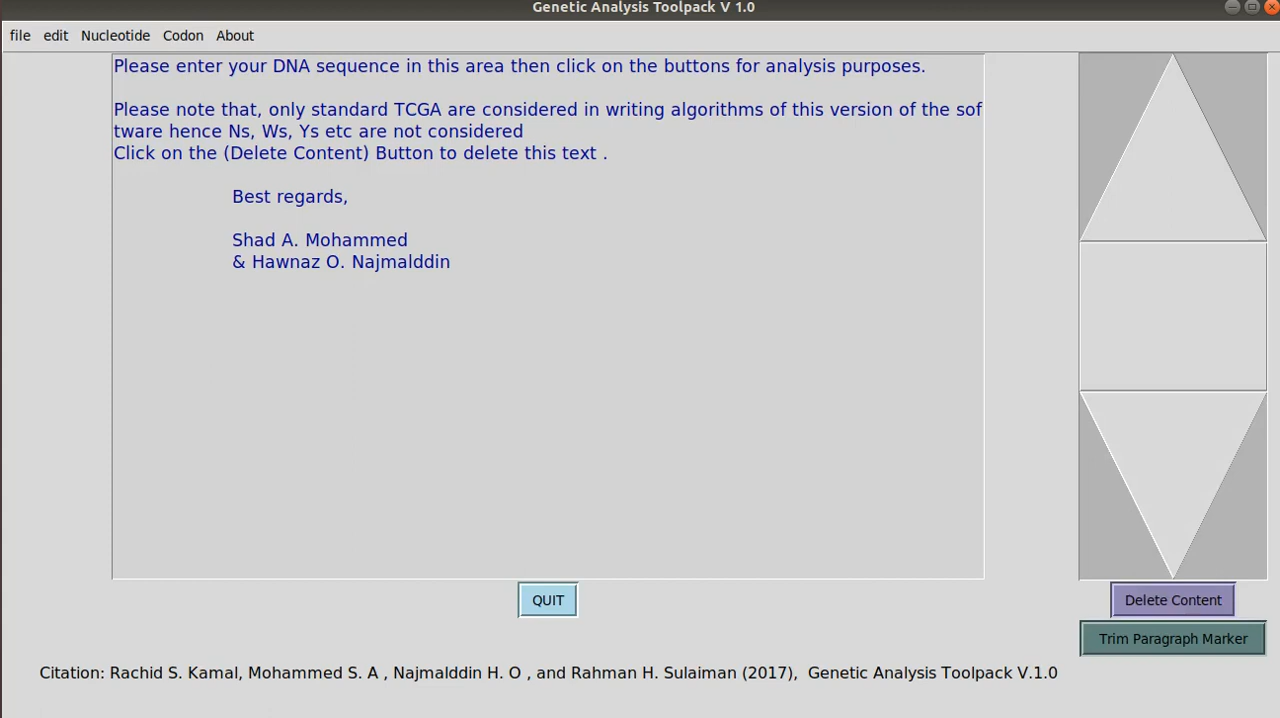 Genetic Analysis Toolpack V 1.0
file edit Nucleotide Codon About
Please enter your DNA sequence in this area then click on the buttons for analysis purposes.
Please note that, only standard TCGA are considered in writing algorithms of this version of the sof
tware hence Ns, Ws, Ys etc are not considered
Click on the (Delete Content) Button to delete this text .
Best regards,
Shad A. Mohammed
& Hawnaz O. Najmalddin
QUIT
Delete Content
Trim Paragraph Marker
Citation: Rachid S. Kamal, Mohammed S. A , Najmalddin H. O , and Rahman H. Sulaiman (2017),  Genetic Analysis Toolpack V.1.0